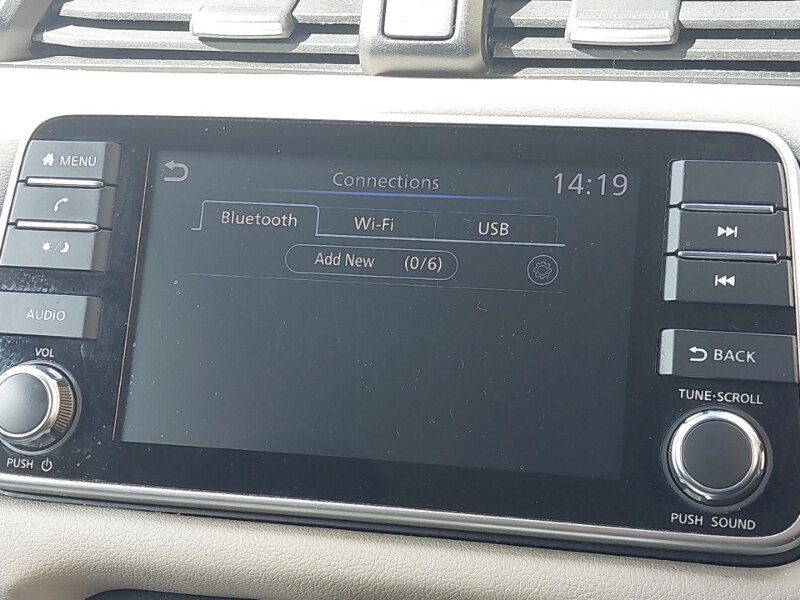 MENU
AUDIO
VOL
PUSH
Connections
14:19
Bluetooth
Wi-Fi
USB
Add New (0/6)
BACK
TUNE·SCROLL
PUSH SOUND